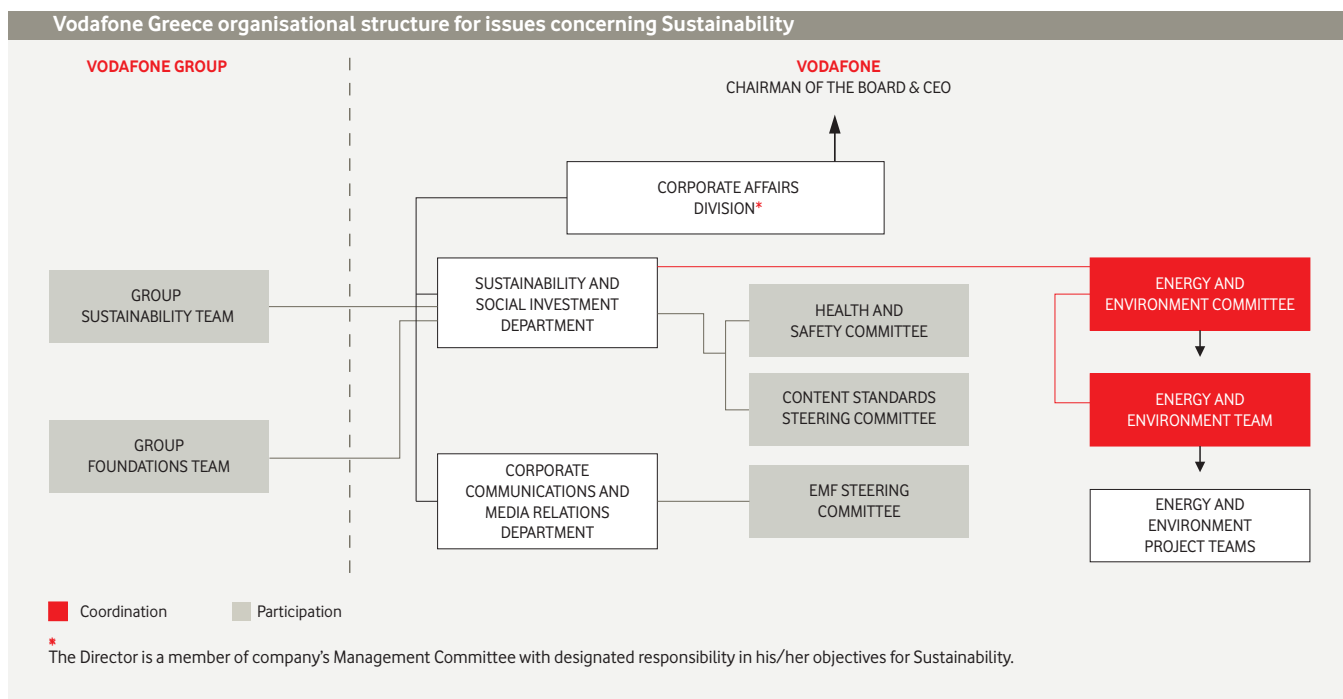 Vodafone Greece organisational structure for issues concerning Sustainability
VODAFONE GROUP
VODAFONE
CHAIRMAN OF THE BOARD & CEO
CORPORATE AFFAIRS
DIVISION*
GROUP
SUSTAINABILITY TEAM
SUSTAINABILITY AND
SOCIAL INVESTMENT
DEPARTMENT
HEALTH AND
SAFETY COMMITTEE
ENERGY AND
ENVIRONMENT COMMITTEE
CONTENT STANDARDS
STEERING COMMITTEE
ENERGY AND
ENVIRONMENT TEAM
GROUP
FOUNDATIONS TEAM
CORPORATE
COMMUNICATIONS AND
MEDIA RELATIONS
DEPARTMENT
EMF STEERING
COMMITTEE
ENERGY AND
ENVIRONMENT
PROJECT TEAMS
Coordination
Participation
*
The Director is a member of company's Management Committee with designated responsibility in his/her objectives for Sustainability.